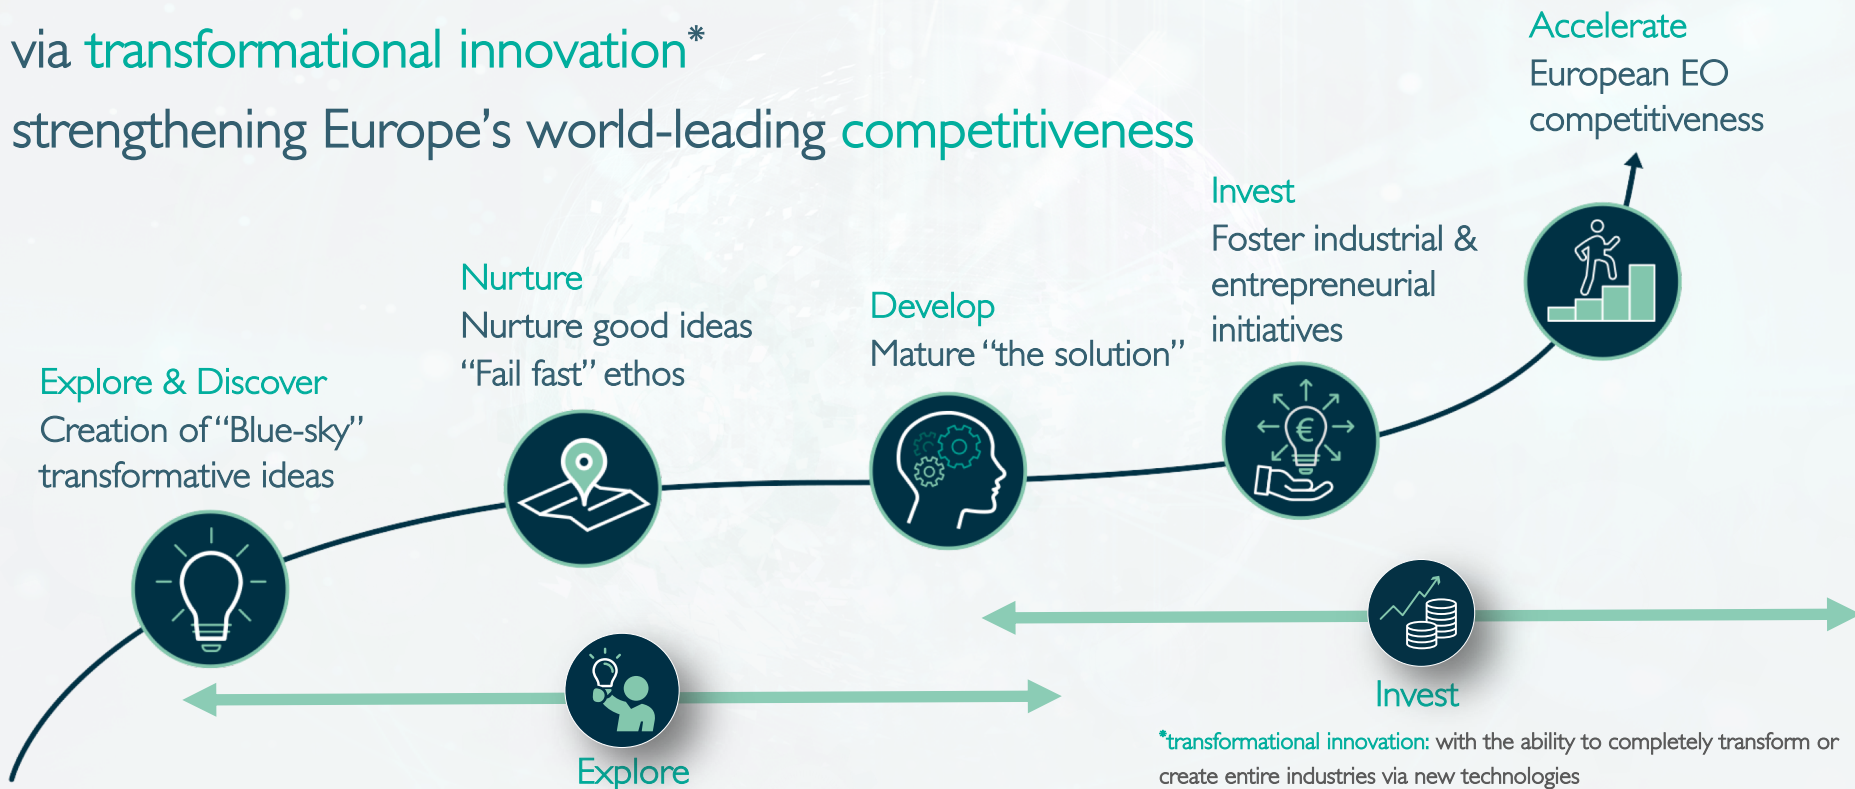 via transformational innovation*
strengthening Europe’s world-leading competitiveness
Explore & Discover
Creation of “Blue-sky”
transformative ideas
Nurture
Nurture good ideas
“Fail fast” ethos
Develop
Mature “the solution”
Invest
Foster industrial &
entrepreneurial
initiatives
€
Accelerate
European EO
competitiveness
Explore
Invest
*transformational innovation: with the ability to completely transform or
create entire industries via new technologies